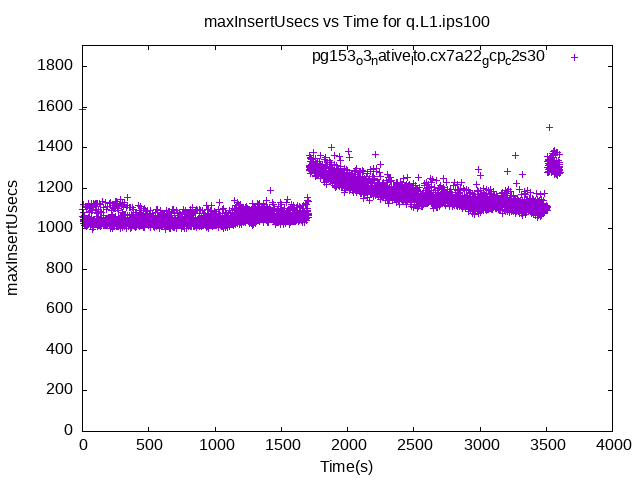 maxInsertUsecs vs Time for q.L1.ips100
pg153_o3_native_lto.cx7a22_gcp_c2s30
1800
1600
1400
1200
1000
800
600
400
200
0
maxInsertUsecs
0 500 1000 1500 2000 2500 3000 3500 4000
Time(s)